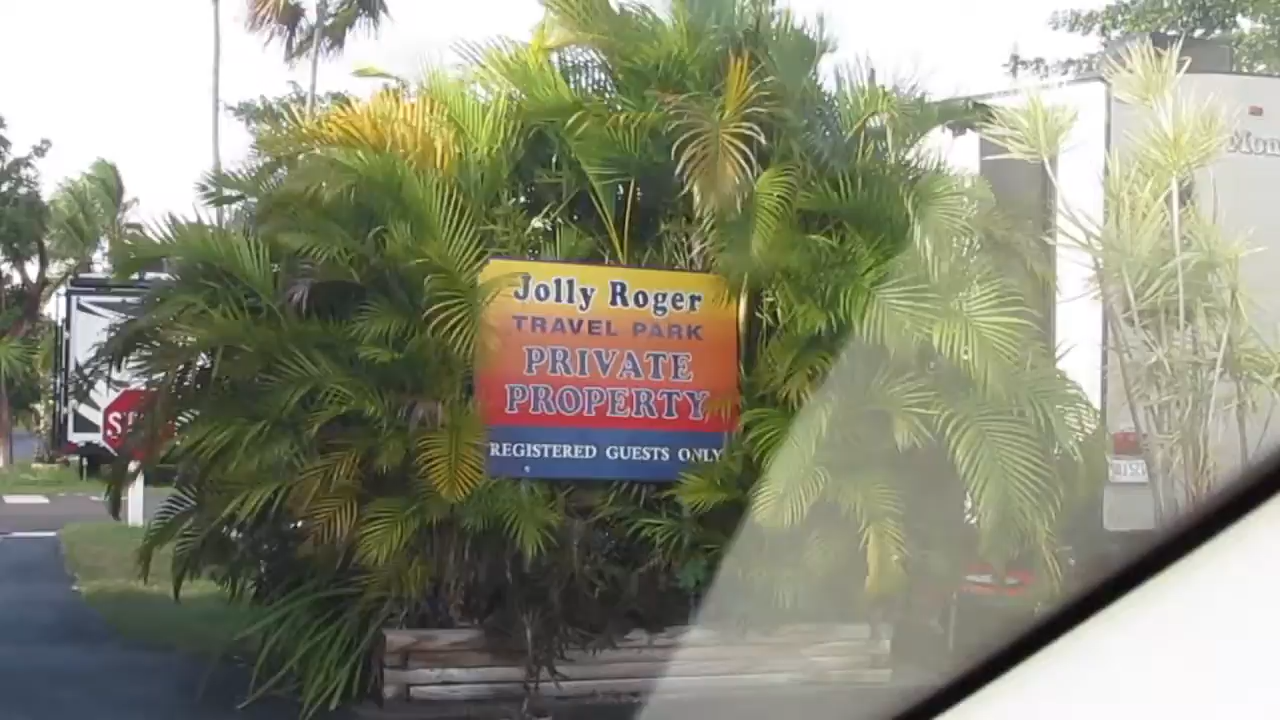 Jolly Roger
TRAVEL PARK
PRIVATE
PROPERTY
REGISTERED GUESTS ONLY